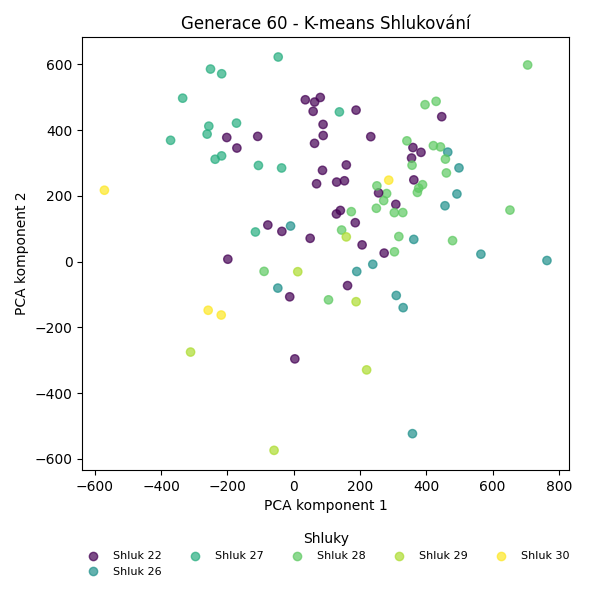 Generace 60 - K-means Shlukování
600
400
200
0
−200
−400
−600
PCA komponent 2
−600 −400 −200 0 200 400 600 800
PCA komponent 1
Shluky
Shluk 22 Shluk 27 Shluk 28 Shluk 29 Shluk 30
Shluk 26